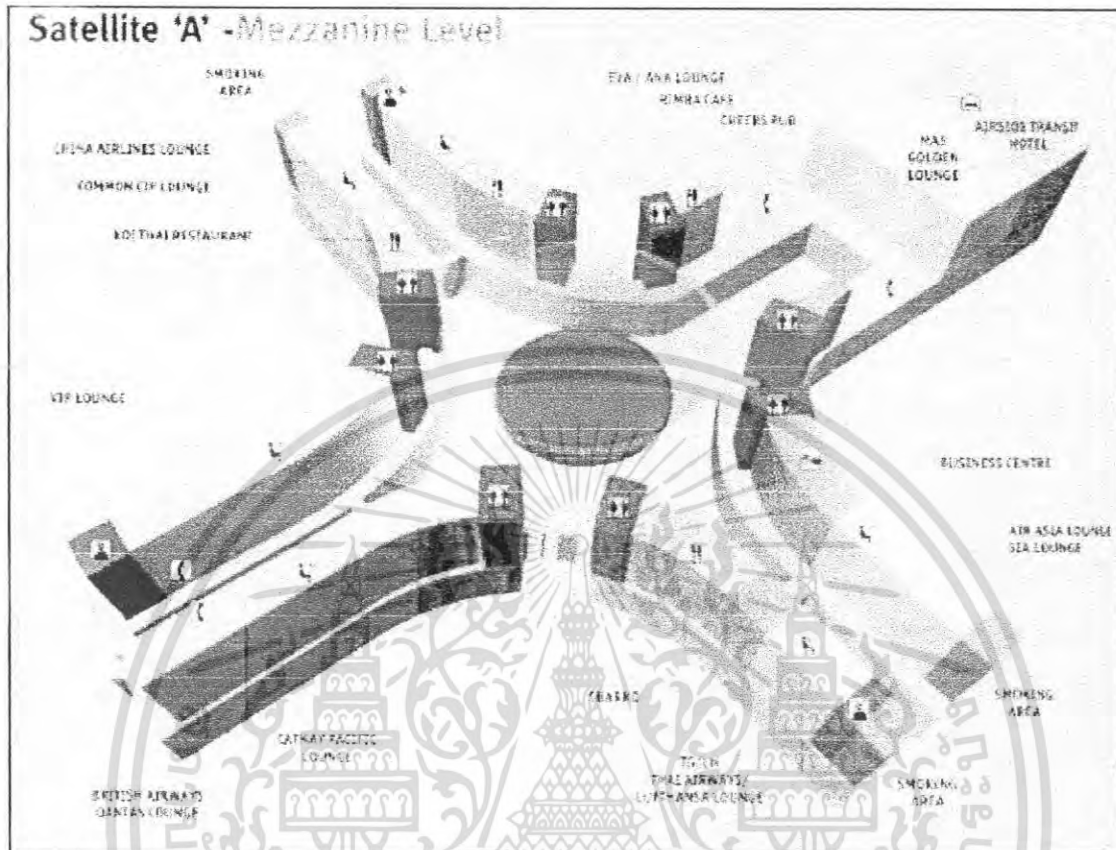 Satellite 'A' -Mezzanine Level
SMOKING
AREA
EVA / ANA LOUNGE
RIMBA CAFE
CHEERS PUB
MAS
GOLDEN
LOUNGE
AIRSIDE TRANSIT
HOTEL
CHINA AIRLINES LOUNGE
COMMON CIP LOUNGE
KOI THAI RESTAURANT
VIP LOUNGE
BUSINESS CENTRE
AIR ASIA LOUNGE
SIA LOUNGE
SBARRO
SMOKING
AREA
CATHAY PACIFIC
LOUNGE
THAI AIRWAYS/
LUFTHANSA LOUNGE
SMOKING
AREA
BRITISH AIRWAYS
QANTAS LOUNGE